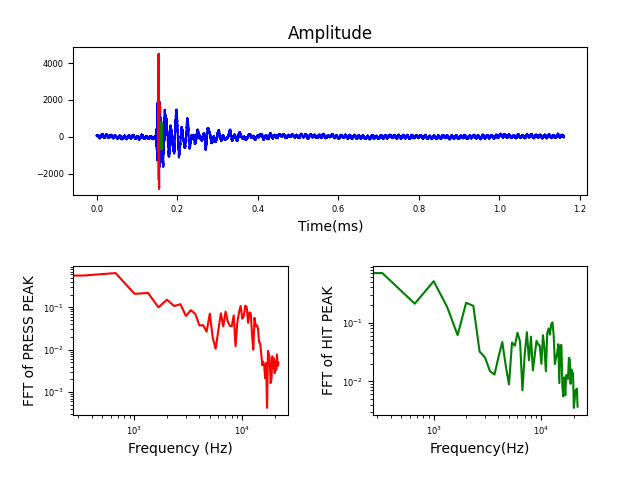 Amplitude
4000
2000
0
−2000
0.0 0.2 0.4 0.6 0.8 1.0 1.2
Time(ms)
FFT of PRESS PEAK
10⁻¹
10⁻²
10⁻³
10³ 10⁴
Frequency (Hz)
FFT of HIT PEAK
10⁻¹
10⁻²
10³ 10⁴
Frequency(Hz)